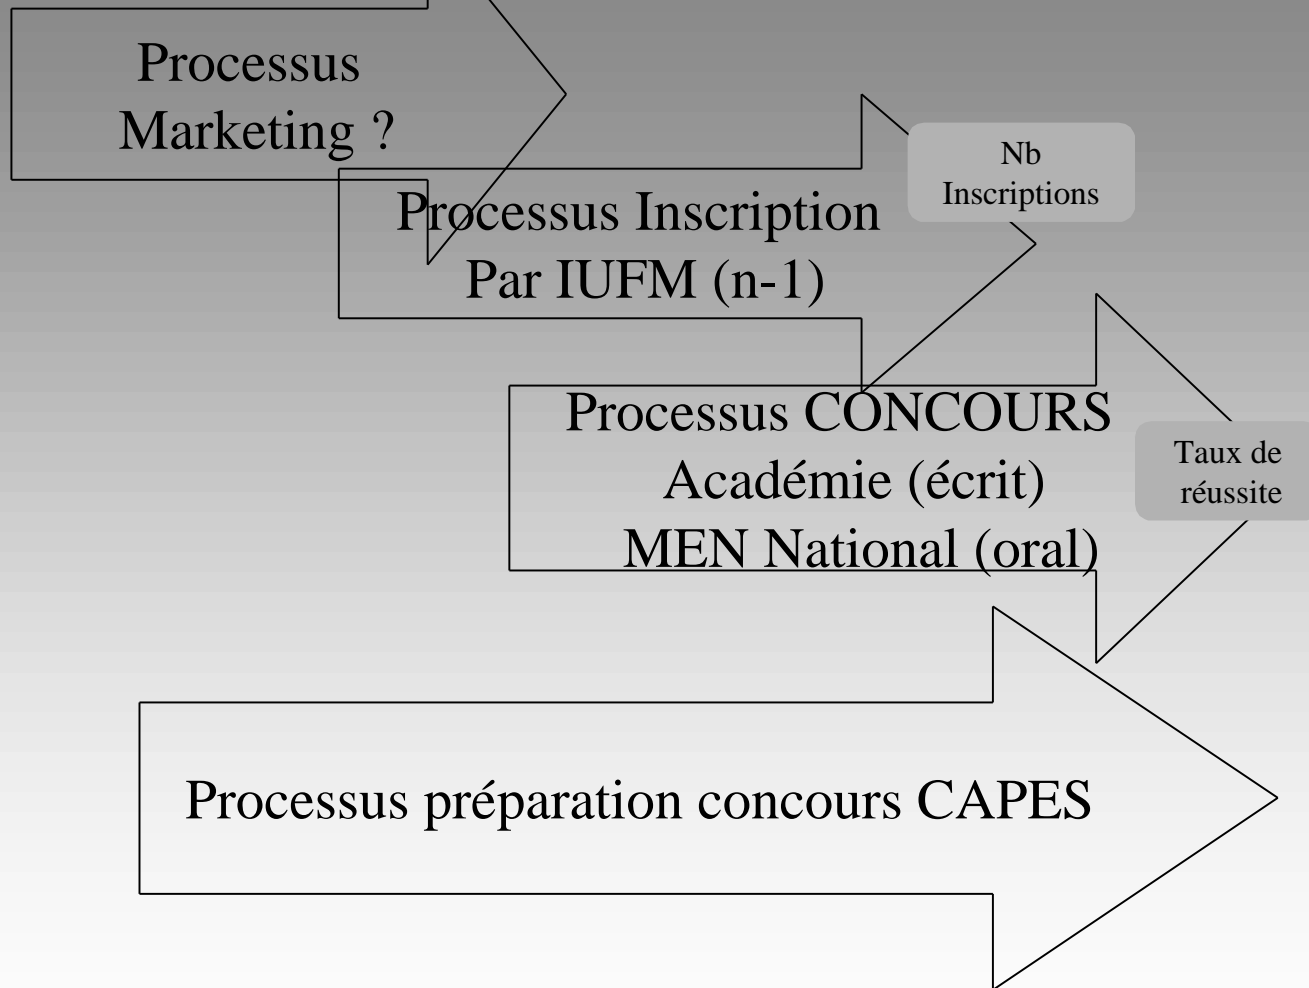 Processus
Marketing ?
Nb
Inscriptions
Processus Inscription
Par IUFM (n-1)
Processus CONCOURS
Académie (écrit)
MEN National (oral)
Taux de
réussite
Processus préparation concours CAPES